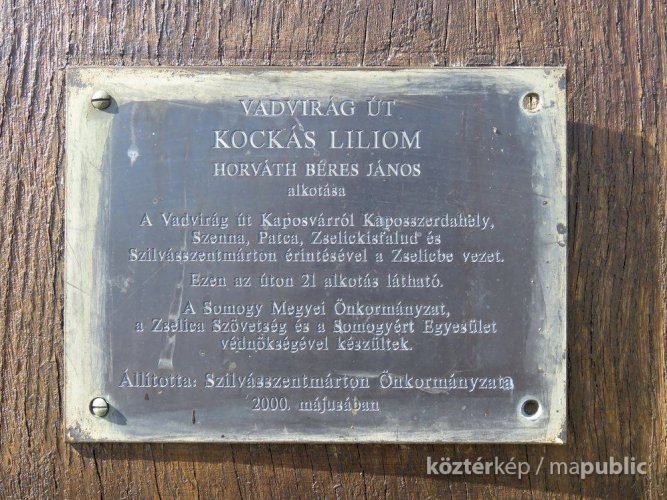 VADVIRÁG ÚT
KOCKÁS LILIOM
HORVÁTH BÉRES JÁNOS
alkotása
A Vadvirág út Kaposvárról Kaposszerdahely,
Szenna, Patca, Zselickisfalud és
Szilvásszentmárton érintésével a Zselicbe vezet.
Ezen az úton 21 alkotás látható.
A Somogy Megyei Önkormányzat,
a Zselica Szövetség és a Somogyért Egyesület
védnökségével készültek.
Állította: Szilvásszentmárton Önkormányzata
2000. májusában
köztérkép / mapublic